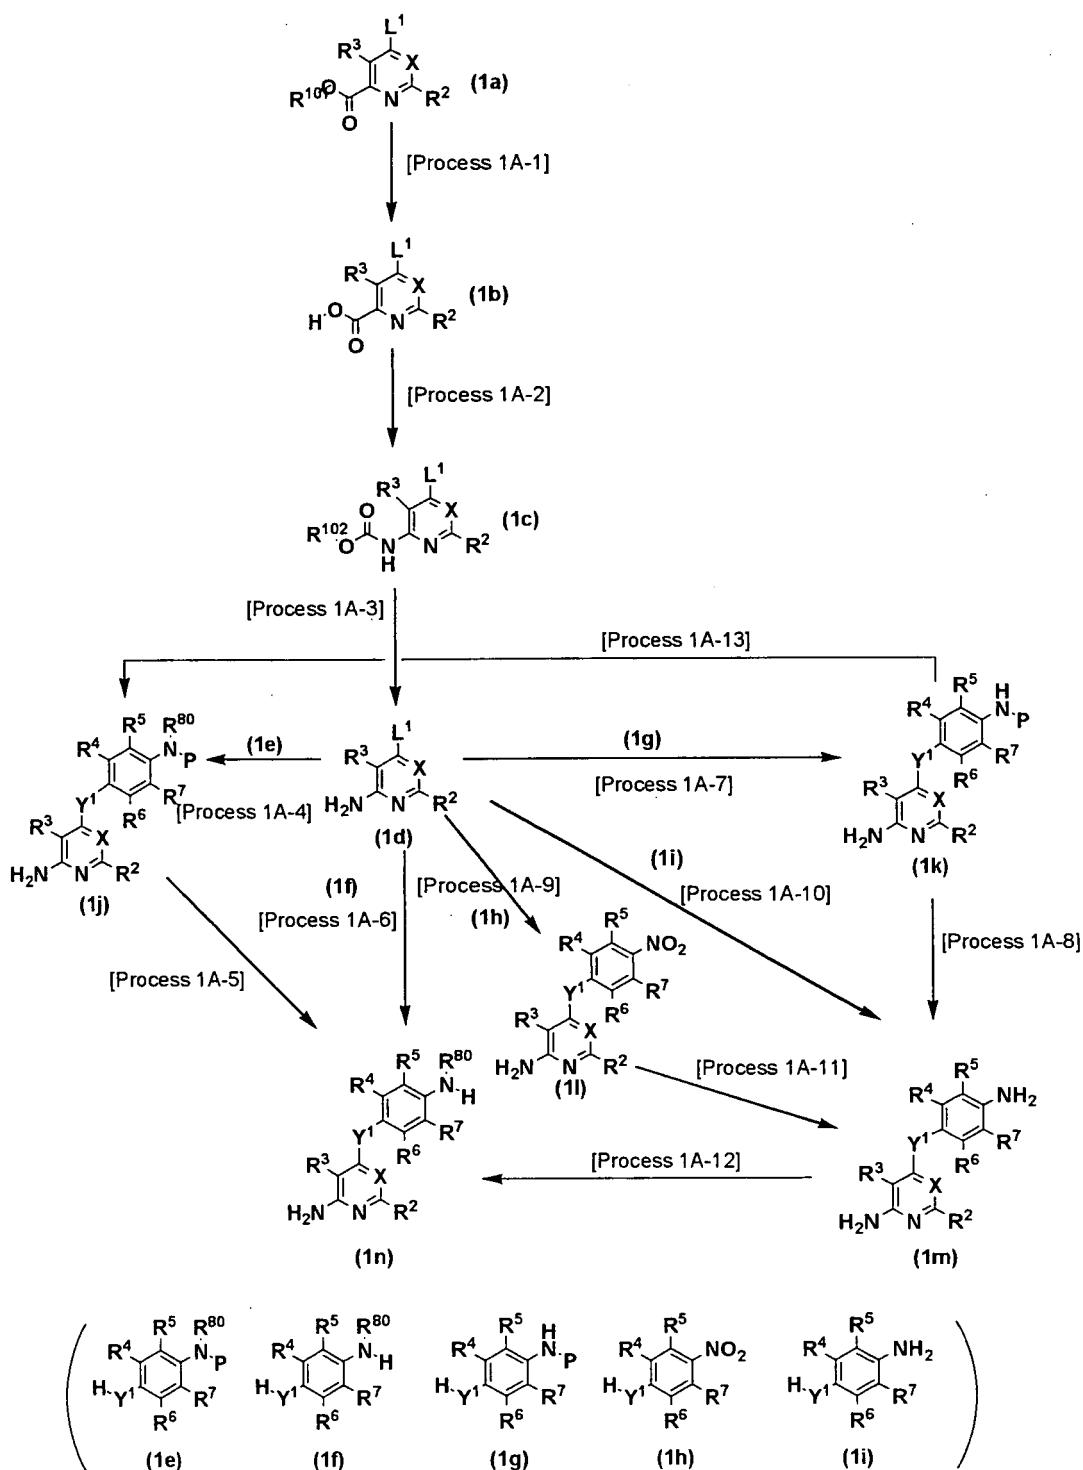 L¹
R³
X
R¹⁰¹ O
O
N
R²
(1a)
[Process 1A-1]
L¹
R³
X
H-O
O
N
R²
(1b)
[Process 1A-2]
L¹
R³
X
O
R¹⁰²
O
N
H
N
R²
(1c)
[Process 1A-3]
[Process 1A-13]
R⁵
R⁸⁰
R⁴
N
P
Y¹
R⁷
R⁶
R³
X
H₂N
N
R²
(1j)
(1e)
[Process 1A-4]
L¹
R³
X
H₂N
N
R²
(1d)
(1g)
[Process 1A-7]
R⁵
H
R⁴
N
P
Y¹
R⁷
R⁶
R³
X
H₂N
N
R²
(1k)
(1f)
[Process 1A-6]
[Process 1A-9]
(1h)
(1i)
[Process 1A-10]
[Process 1A-8]
[Process 1A-5]
R⁵
R⁴
NO₂
Y¹
R⁷
R⁶
R³
X
H₂N
N
R²
(1l)
[Process 1A-11]
R⁵
R⁸⁰
R⁴
N
H
Y¹
R⁷
R⁶
R³
X
H₂N
N
R²
(1n)
[Process 1A-12]
R⁵
R⁴
NH₂
Y¹
R⁷
R⁶
R³
X
H₂N
N
R²
(1m)
R⁵
R⁸⁰
R⁴
N
P
H
Y¹
R⁷
R⁶
(1e)
R⁵
R⁸⁰
R⁴
N
H
H
Y¹
R⁷
R⁶
(1f)
R⁵
H
R⁴
N
P
H
Y¹
R⁷
R⁶
(1g)
R⁵
R⁴
NO₂
H
Y¹
R⁷
R⁶
(1h)
R⁵
R⁴
NH₂
H
Y¹
R⁷
R⁶
(1i)